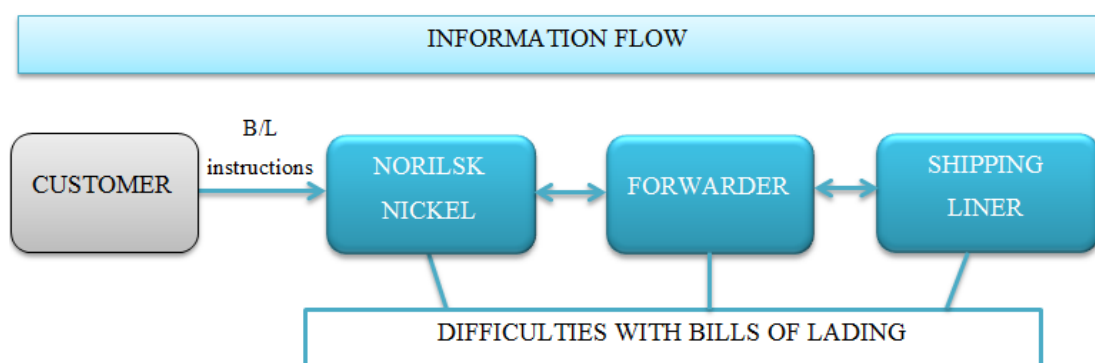 INFORMATION FLOW
B/L
instructions
CUSTOMER
NORILSK
NICKEL
FORWARDER
SHIPPING
LINER
DIFFICULTIES WITH BILLS OF LADING